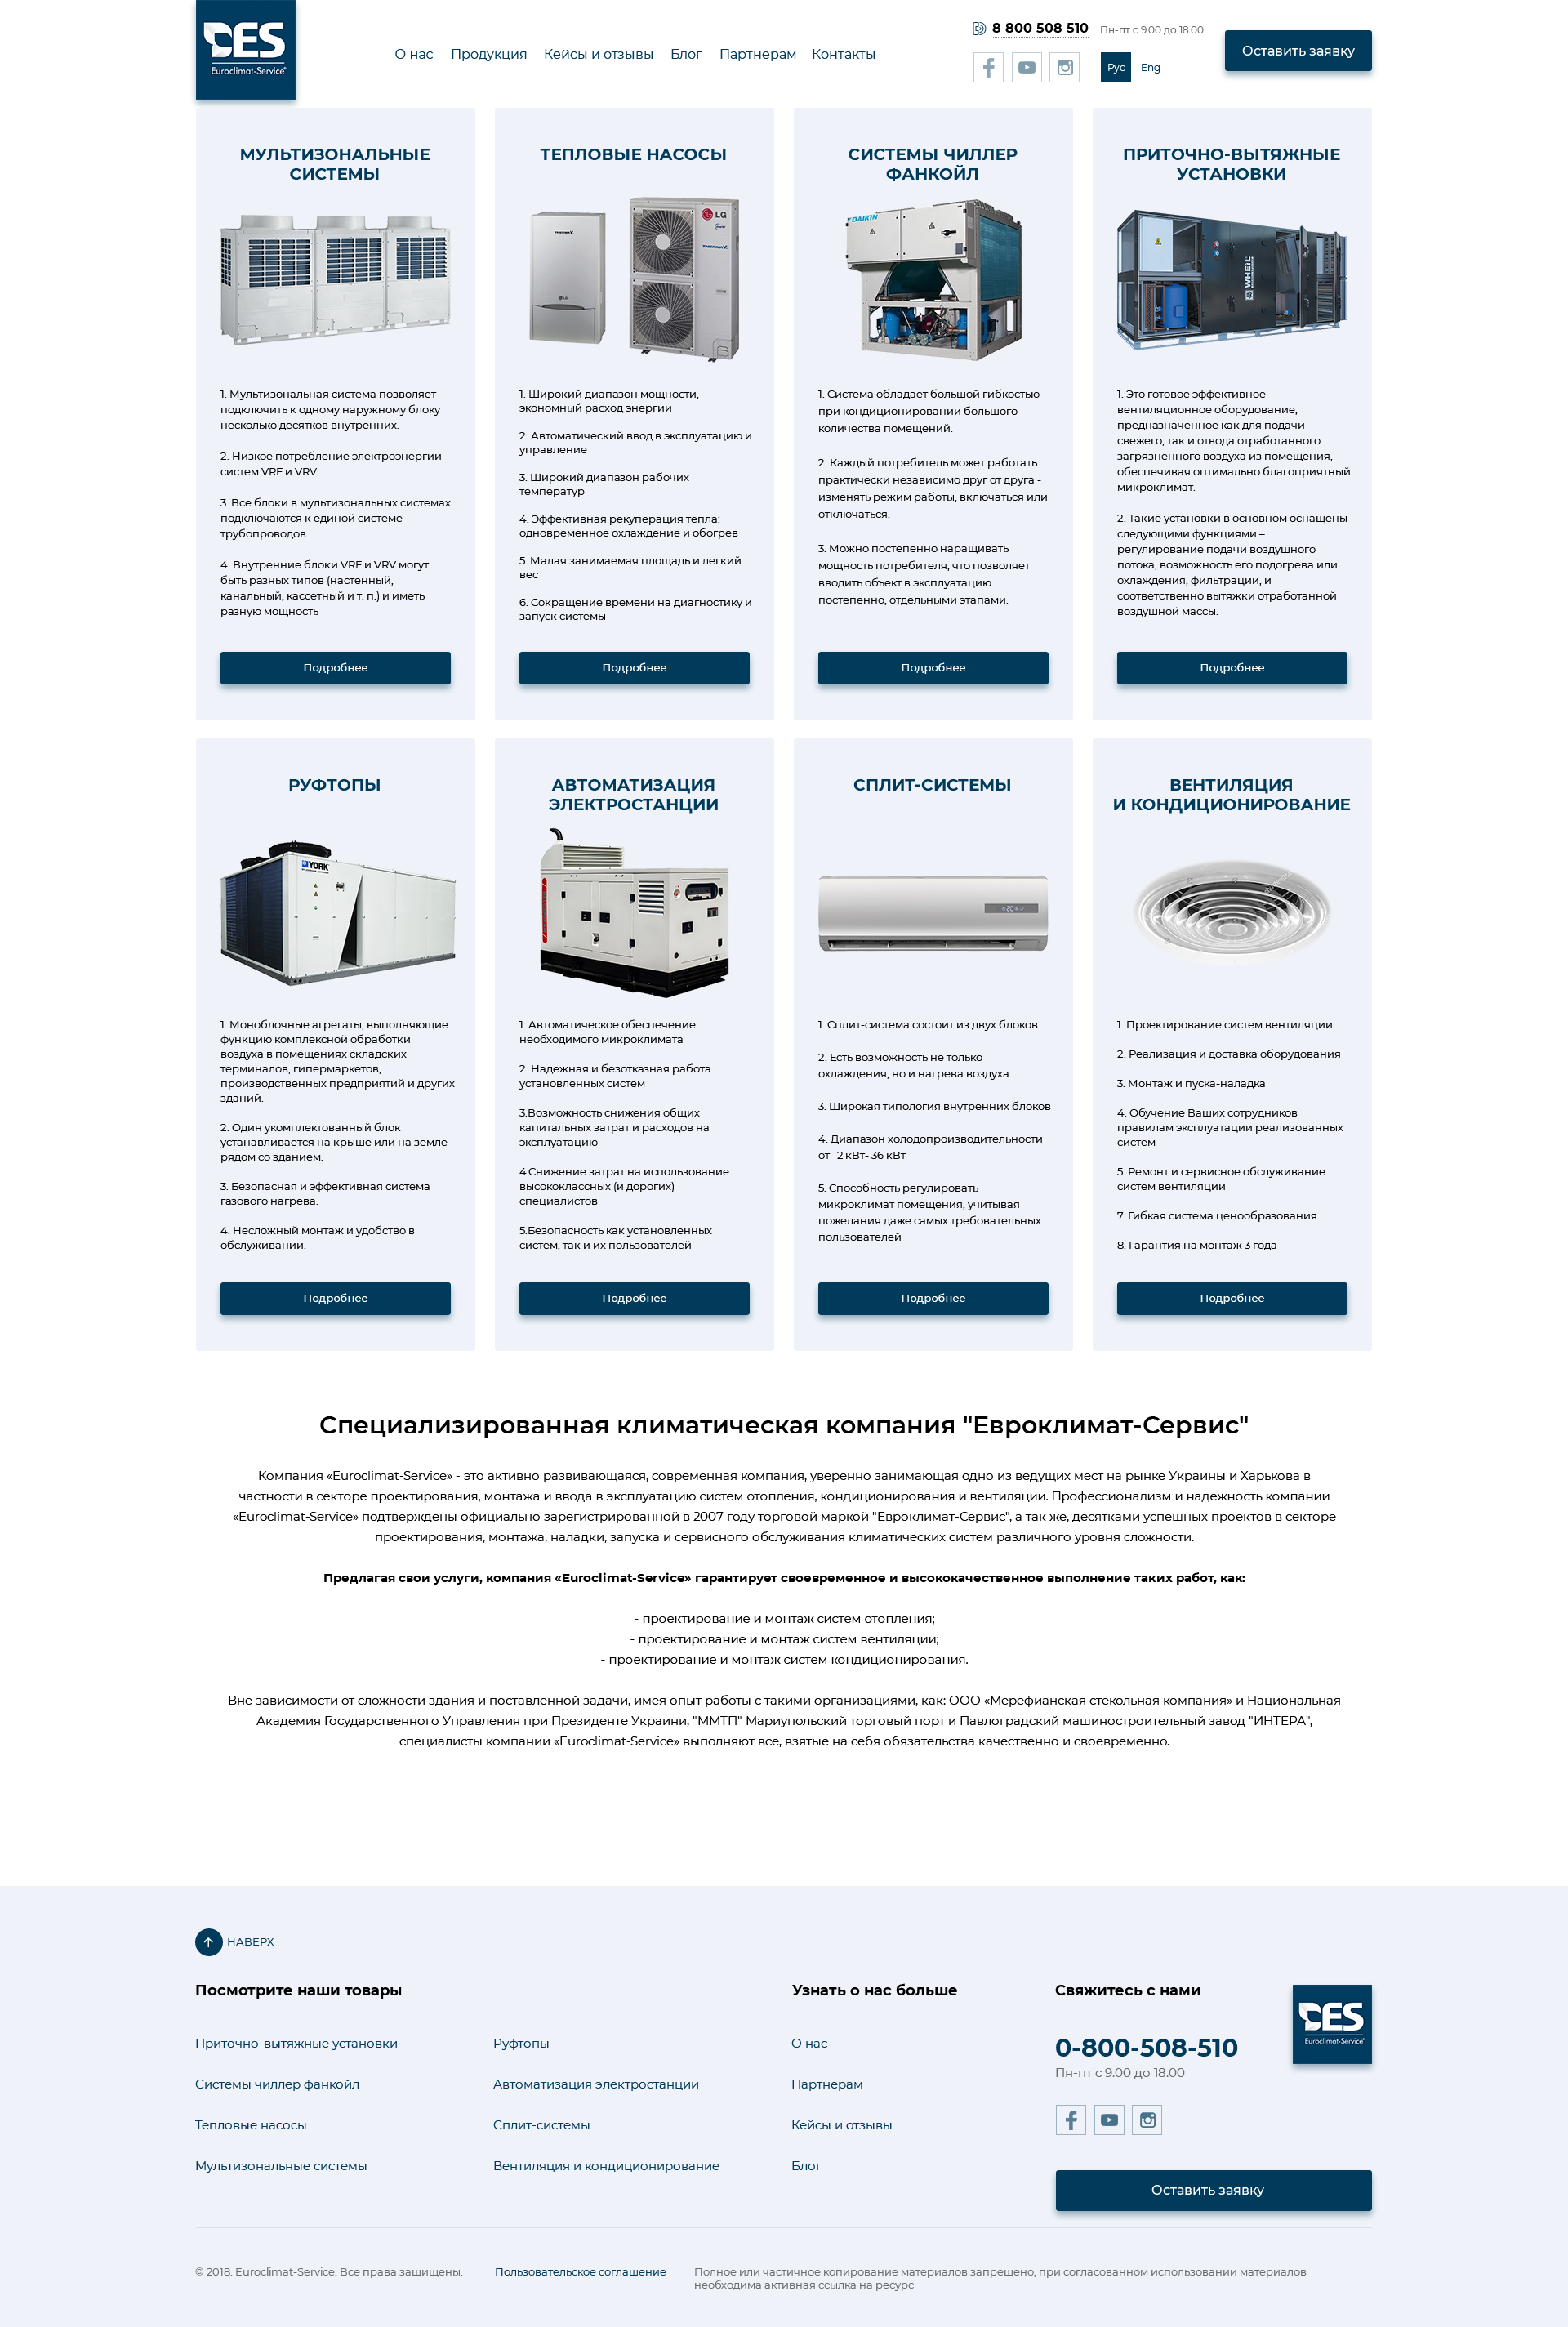 ES
Euroclimat-Service®
О нас
Продукция
Кейсы и отзывы
Блог
Партнерам
Контакты
8 800 508 510
Пн-пт с 9.00 до 18.00
Рус
Eng
Оставить заявку
МУЛЬТИЗОНАЛЬНЫЕ
СИСТЕМЫ
1. Мультизональная система позволяет
подключить к одному наружному блоку
несколько десятков внутренних.
2. Низкое потребление электроэнергии
систем VRF и VRV
3. Все блоки в мультизональных системах
подключаются к единой системе
трубопроводов.
4. Внутренние блоки VRF и VRV могут
быть разных типов (настенный,
канальный, кассетный и т. п.) и иметь
разную мощность
Подробнее
ТЕПЛОВЫЕ НАСОСЫ
THERMA V.
LG
LG
THERMA V.
1. Широкий диапазон мощности,
экономный расход энергии
2. Автоматический ввод в эксплуатацию и
управление
3. Широкий диапазон рабочих
температур
4. Эффективная рекуперация тепла:
одновременное охлаждение и обогрев
5. Малая занимаемая площадь и легкий
вес
6. Сокращение времени на диагностику и
запуск системы
Подробнее
СИСТЕМЫ ЧИЛЛЕР
ФАНКОЙЛ
DAIKIN
1. Система обладает большой гибкостью
при кондиционировании большого
количества помещений.
2. Каждый потребитель может работать
практически независимо друг от друга -
изменять режим работы, включаться или
отключаться.
3. Можно постепенно наращивать
мощность потребителя, что позволяет
вводить объект в эксплуатацию
постепенно, отдельными этапами.
Подробнее
ПРИТОЧНО-ВЫТЯЖНЫЕ
УСТАНОВКИ
WHEIL
1. Это готовое эффективное
вентиляционное оборудование,
предназначенное как для подачи
свежего, так и отвода отработанного
загрязненного воздуха из помещения,
обеспечивая оптимально благоприятный
микроклимат.
2. Такие установки в основном оснащены
следующими функциями –
регулирование подачи воздушного
потока, возможность его подогрева или
охлаждения, фильтрации, и
соответственно вытяжки отработанной
воздушной массы.
Подробнее
РУФТОПЫ
YORK
1. Моноблочные агрегаты, выполняющие
функцию комплексной обработки
воздуха в помещениях складских
терминалов, гипермаркетов,
производственных предприятий и других
зданий.
2. Один укомплектованный блок
устанавливается на крыше или на земле
рядом со зданием.
3. Безопасная и эффективная система
газового нагрева.
4. Несложный монтаж и удобство в
обслуживании.
Подробнее
АВТОМАТИЗАЦИЯ
ЭЛЕКТРОСТАНЦИИ
1. Автоматическое обеспечение
необходимого микроклимата
2. Надежная и безотказная работа
установленных систем
3.Возможность снижения общих
капитальных затрат и расходов на
эксплуатацию
4.Снижение затрат на использование
высококлассных (и дорогих)
специалистов
5.Безопасность как установленных
систем, так и их пользователей
Подробнее
СПЛИТ-СИСТЕМЫ
20
1. Сплит-система состоит из двух блоков
2. Есть возможность не только
охлаждения, но и нагрева воздуха
3. Широкая типология внутренних блоков
4. Диапазон холодопроизводительности
от 2 кВт- 36 кВт
5. Способность регулировать
микроклимат помещения, учитывая
пожелания даже самых требовательных
пользователей
Подробнее
ВЕНТИЛЯЦИЯ
И КОНДИЦИОНИРОВАНИЕ
1. Проектирование систем вентиляции
2. Реализация и доставка оборудования
3. Монтаж и пуска-наладка
4. Обучение Ваших сотрудников
правилам эксплуатации реализованных
систем
5. Ремонт и сервисное обслуживание
систем вентиляции
7. Гибкая система ценообразования
8. Гарантия на монтаж 3 года
Подробнее
Специализированная климатическая компания "Евроклимат-Сервис"
Компания «Euroclimat-Service» - это активно развивающаяся, современная компания, уверенно занимающая одно из ведущих мест на рынке Украины и Харькова в
частности в секторе проектирования, монтажа и ввода в эксплуатацию систем отопления, кондиционирования и вентиляции. Профессионализм и надежность компании
«Euroclimat-Service» подтверждены официально зарегистрированной в 2007 году торговой маркой "Евроклимат-Сервис", а так же, десятками успешных проектов в секторе
проектирования, монтажа, наладки, запуска и сервисного обслуживания климатических систем различного уровня сложности.
Предлагая свои услуги, компания «Euroclimat-Service» гарантирует своевременное и высококачественное выполнение таких работ, как:
- проектирование и монтаж систем отопления;
- проектирование и монтаж систем вентиляции;
- проектирование и монтаж систем кондиционирования.
Вне зависимости от сложности здания и поставленной задачи, имея опыт работы с такими организациями, как: ООО «Мерефианская стекольная компания» и Национальная
Академия Государственного Управления при Президенте Украини, "ММТП" Мариупольский торговый порт и Павлоградский машиностроительный завод "ИНТЕРА",
специалисты компании «Euroclimat-Service» выполняют все, взятые на себя обязательства качественно и своевременно.
НАВЕРХ
Посмотрите наши товары
Приточно-вытяжные установки
Системы чиллер фанкойл
Тепловые насосы
Мультизональные системы
Руфтопы
Автоматизация электростанции
Сплит-системы
Вентиляция и кондиционирование
Узнать о нас больше
О нас
Партнёрам
Кейсы и отзывы
Блог
Свяжитесь с нами
0-800-508-510
Пн-пт с 9.00 до 18.00
ES
Euroclimat-Service®
Оставить заявку
© 2018. Euroclimat-Service. Все права защищены.
Пользовательское соглашение
Полное или частичное копирование материалов запрещено, при согласованном использовании материалов
необходима активная ссылка на ресурс